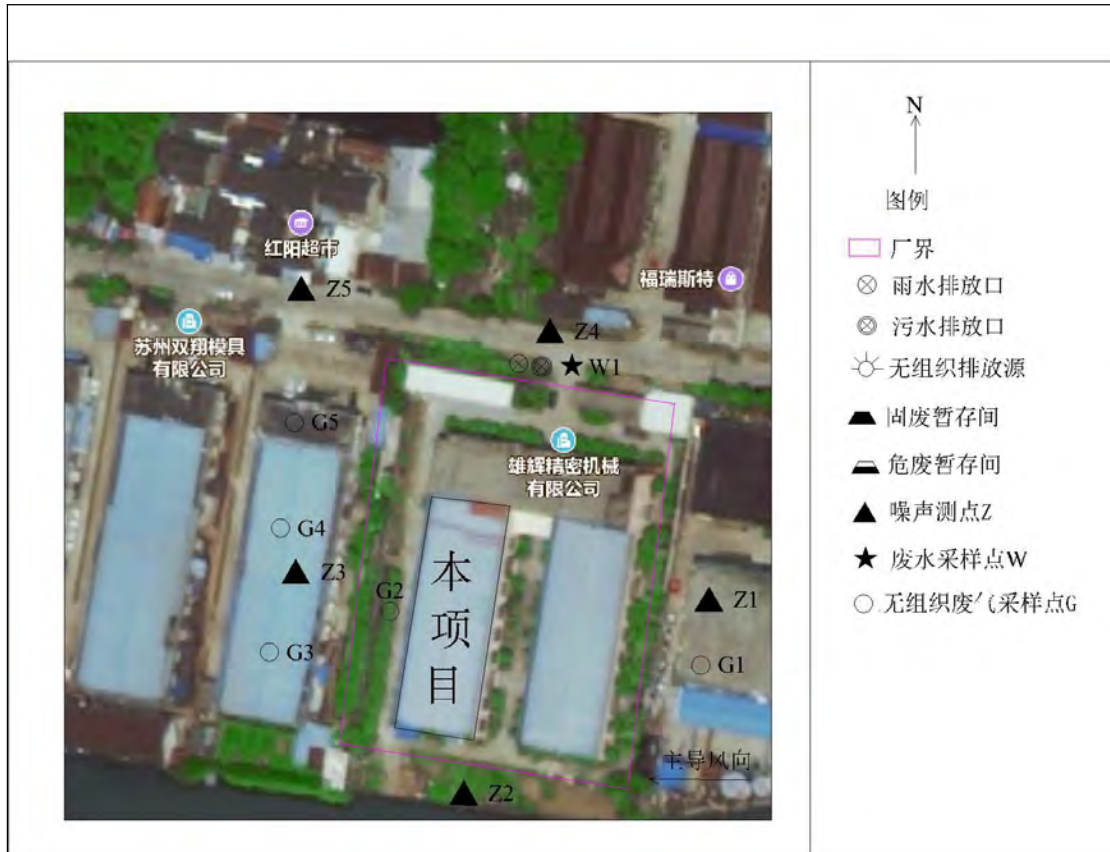 N
图例
厂界
雨水排放口
污水排放口
无组织排放源
固废暂存间
危废暂存间
噪声测点Z
废水采样点W
无组织废气采样点G
红阳超市
Z5
福瑞斯特
苏州双翔模具
有限公司
Z4
W1
G5
雄辉精密机械
有限公司
G4
Z3
G2
本
项
目
Z1
G3
G1
主导风向
Z2